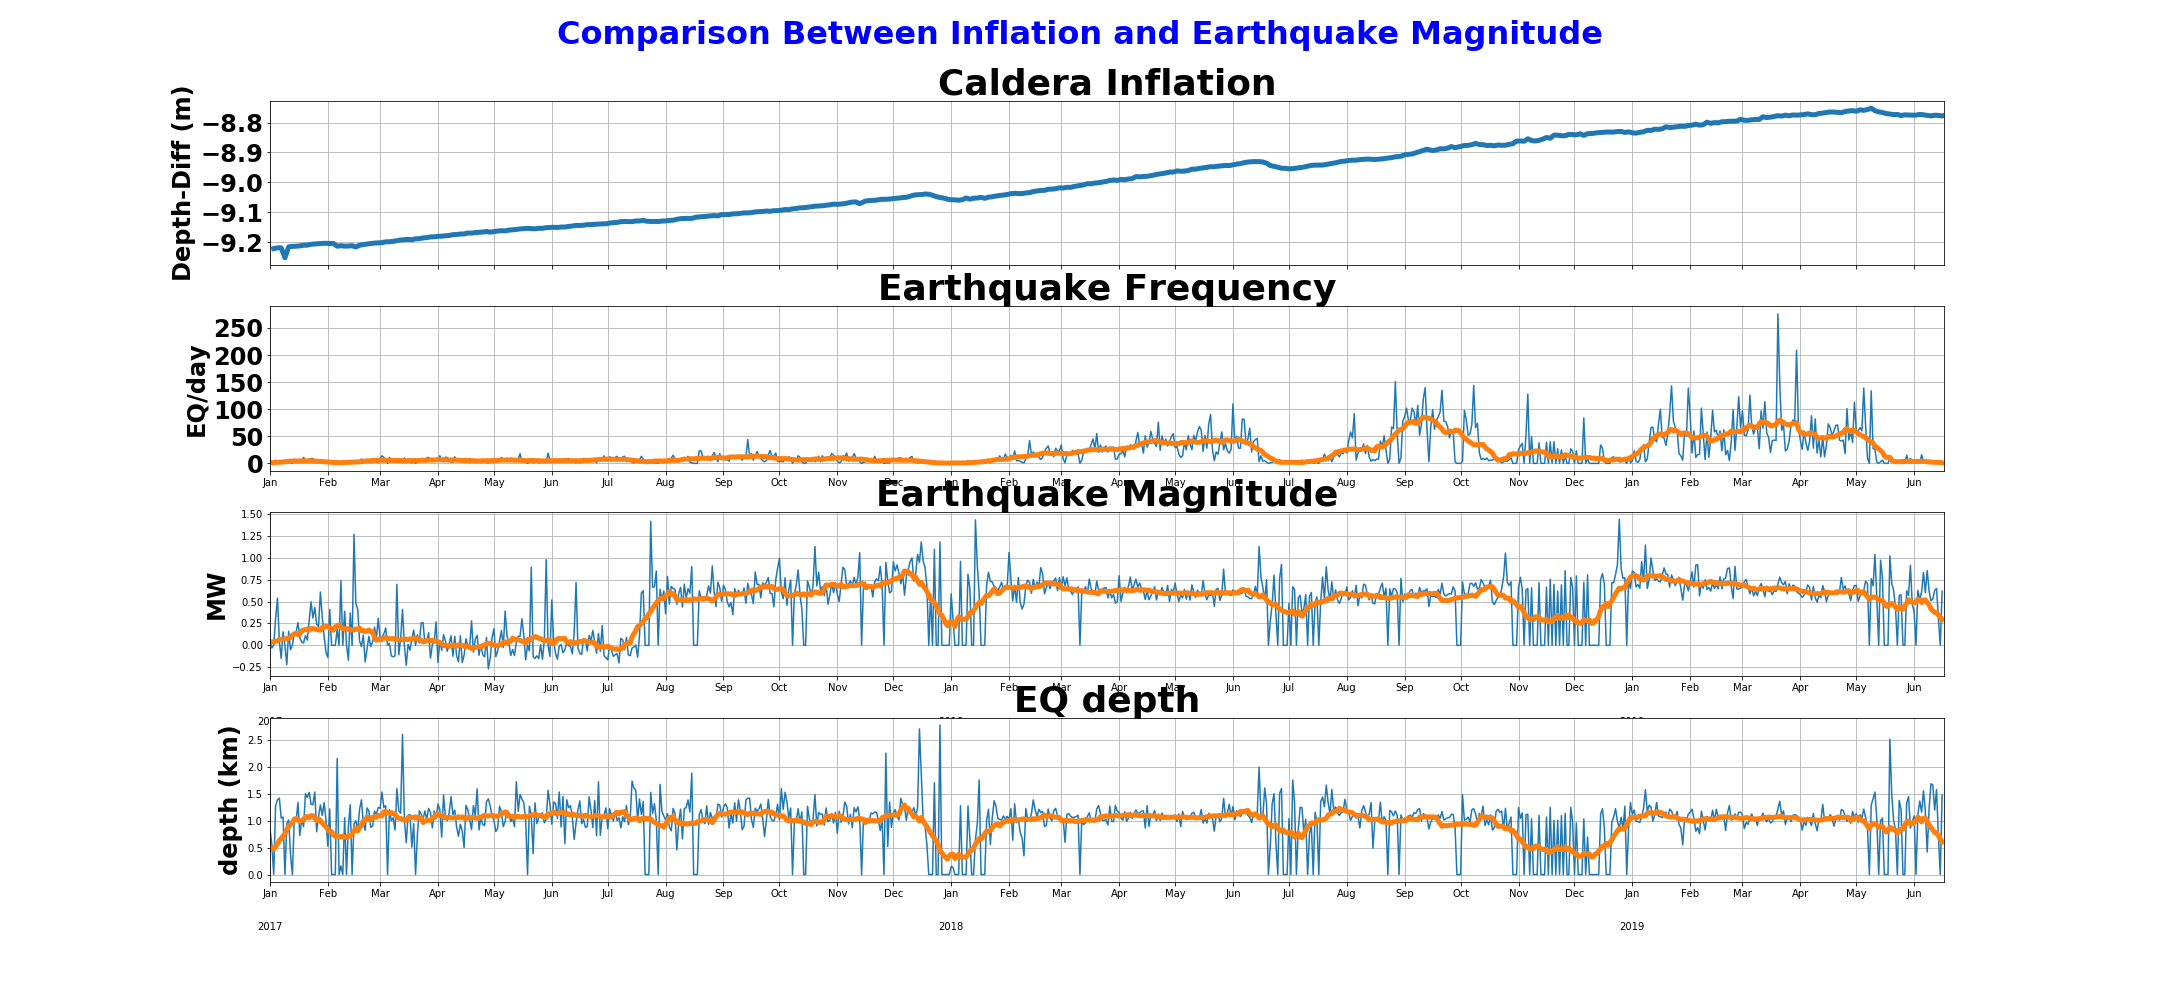 Comparison Between Inflation and Earthquake Magnitude
Caldera Inflation
Depth-Diff (m)
−8.8
−8.9
−9.0
−9.1
−9.2
Earthquake Frequency
EQ/day
250
200
150
100
50
0
Jan Feb Mar Apr May Jun Jul Aug Sep Oct Nov Dec Jan Feb Mar Apr May Jun Jul Aug Sep Oct Nov Dec Jan Feb Mar Apr May Jun
Earthquake Magnitude
MW
1.50
1.25
1.00
0.75
0.50
0.25
0.00
−0.25
Jan Feb Mar Apr May Jun Jul Aug Sep Oct Nov Dec Jan Feb Mar Apr May Jun Jul Aug Sep Oct Nov Dec Jan Feb Mar Apr May Jun
EQ depth
depth (km)
2.5
2.0
1.5
1.0
0.5
0.0
Jan Feb Mar Apr May Jun Jul Aug Sep Oct Nov Dec Jan Feb Mar Apr May Jun Jul Aug Sep Oct Nov Dec Jan Feb Mar Apr May Jun
2017 2018 2019